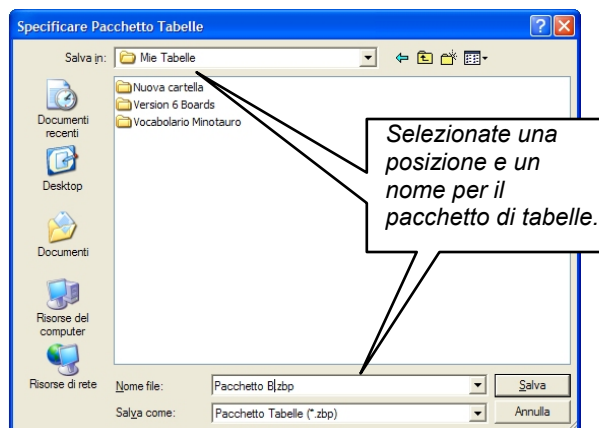 Specificare Pacchetto Tabelle
Salva in: Mie Tabelle
Nuova cartella
Version 6 Boards
Vocabolario Minotauro
Documenti
recenti
Desktop
Documenti
Risorse del
computer
Risorse di rete
Selezionate una
posizione e un
nome per il
pacchetto di tabelle.
Nome file: Pacchetto B.zbp Salva
Salva come: Pacchetto Tabelle (*.zbp) Annulla